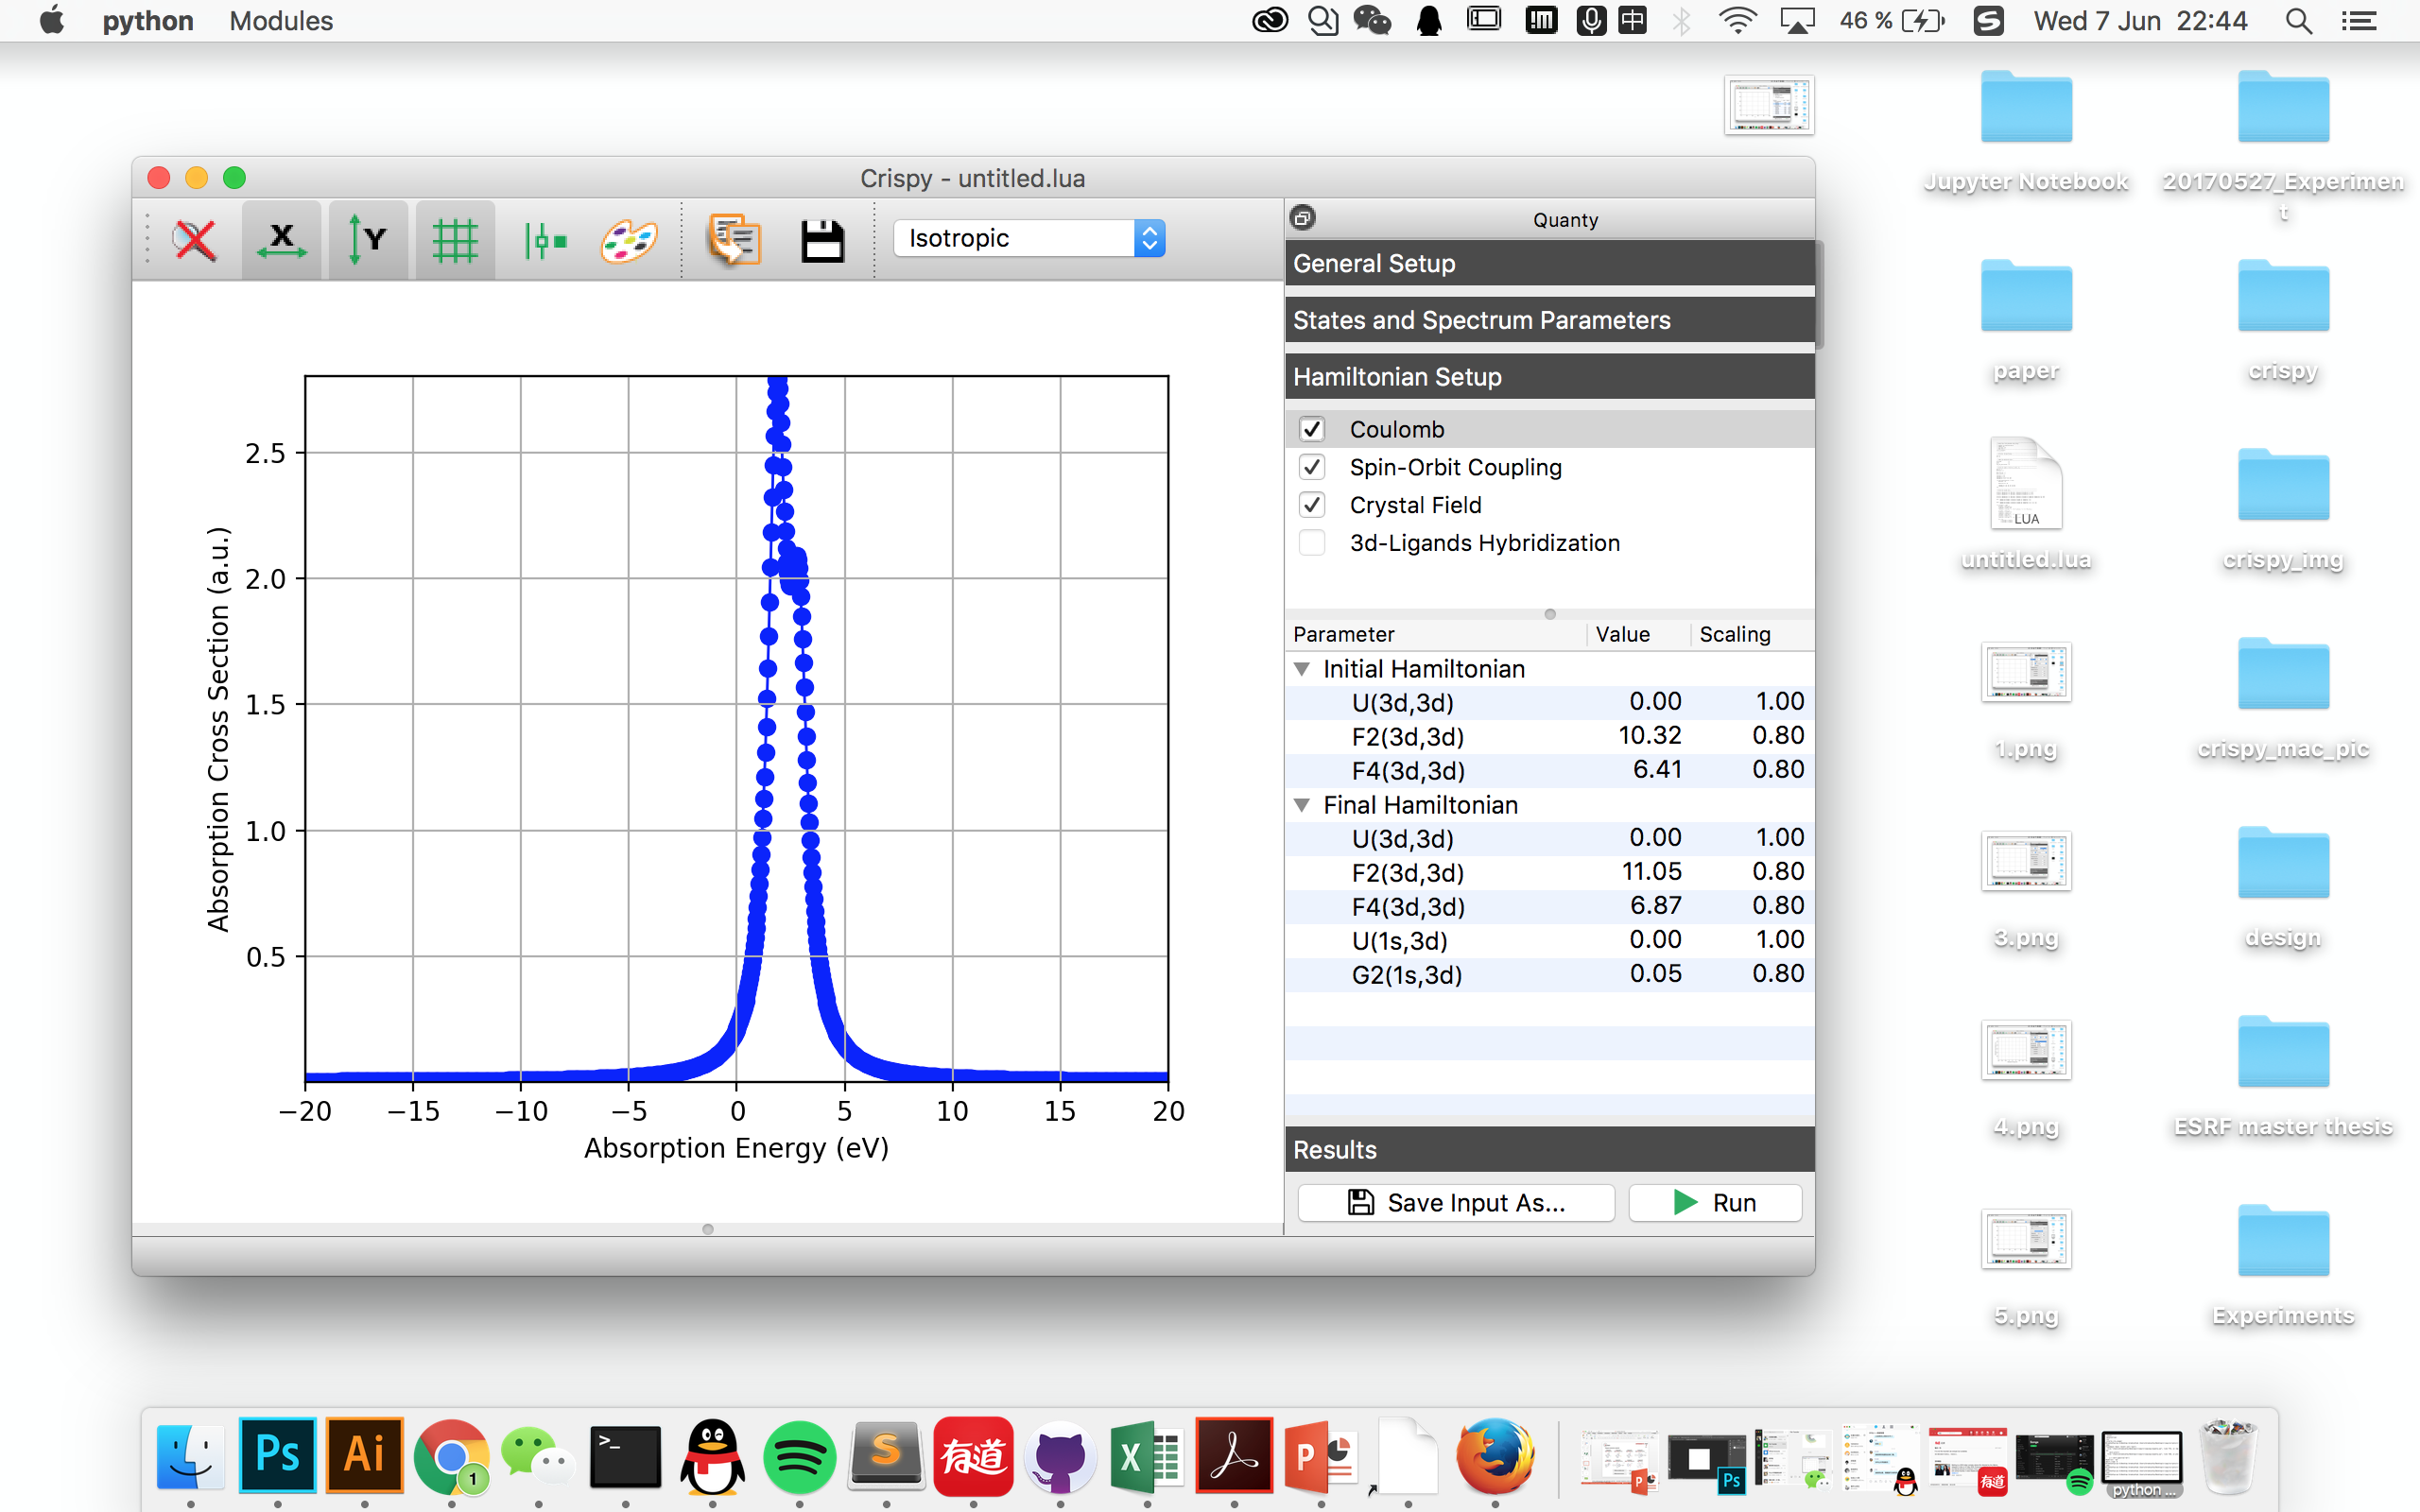 python Modules 中 46 % Wed 7 Jun 22:44
Crispy - untitled.lua
X Y Isotropic
Quanty
General Setup
States and Spectrum Parameters
Hamiltonian Setup
Coulomb
Spin-Orbit Coupling
Crystal Field
3d-Ligands Hybridization
Parameter Value Scaling
Initial Hamiltonian
U(3d,3d) 0.00 1.00
F2(3d,3d) 10.32 0.80
F4(3d,3d) 6.41 0.80
Final Hamiltonian
U(3d,3d) 0.00 1.00
F2(3d,3d) 11.05 0.80
F4(3d,3d) 6.87 0.80
U(1s,3d) 0.00 1.00
G2(1s,3d) 0.05 0.80
Results
Save Input As... Run
Absorption Cross Section (a.u.)
2.5
2.0
1.5
1.0
0.5
−20 −15 −10 −5 0 5 10 15 20
Absorption Energy (eV)
Jupyter Notebook
20170527_Experimen
t
paper
crispy
LUA
untitled.lua
crispy_img
1.png
crispy_mac_pic
3.png
design
4.png
ESRF master thesis
5.png
Experiments
Ps Ai 1 >_ S 有道 X P P Ps 有道 python ...